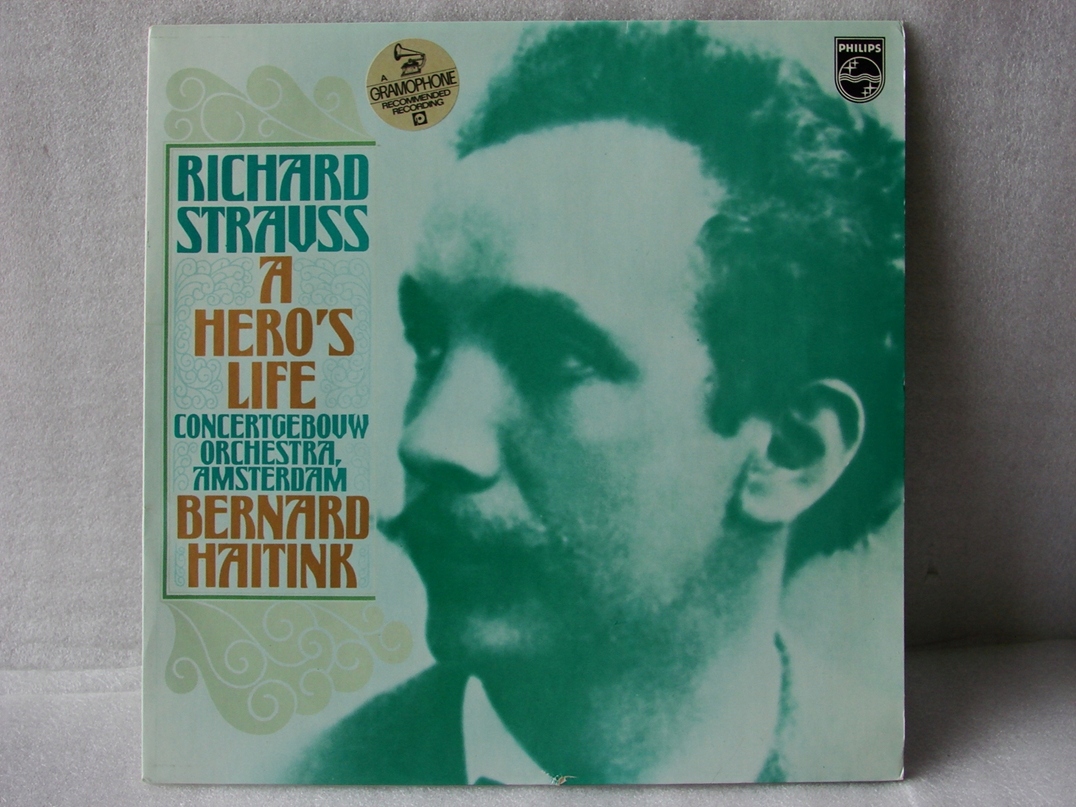 A
GRAMOPHONE
RECOMMENDED
RECORDING
PHILIPS
RICHARD
STRAUSS
A
HERO'S
LIFE
CONCERTGEBOUW
ORCHESTRA,
AMSTERDAM
BERNARD
HAITINK